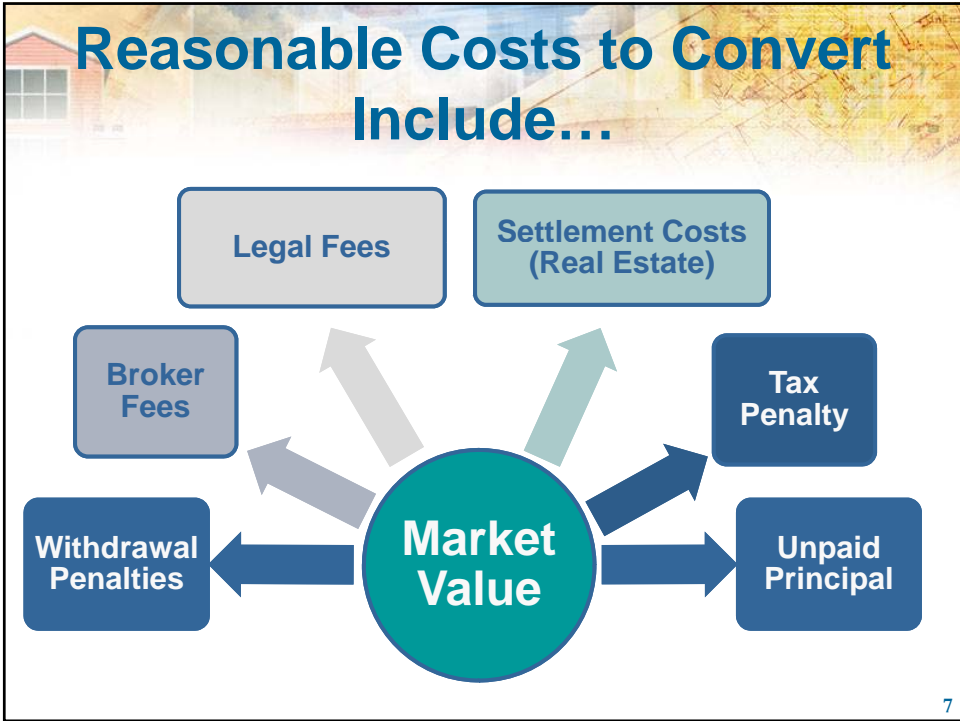 Reasonable Costs to Convert
Include…
Legal Fees
Settlement Costs
(Real Estate)
Broker
Fees
Tax
Penalty
Withdrawal
Penalties
Market
Value
Unpaid
Principal
7